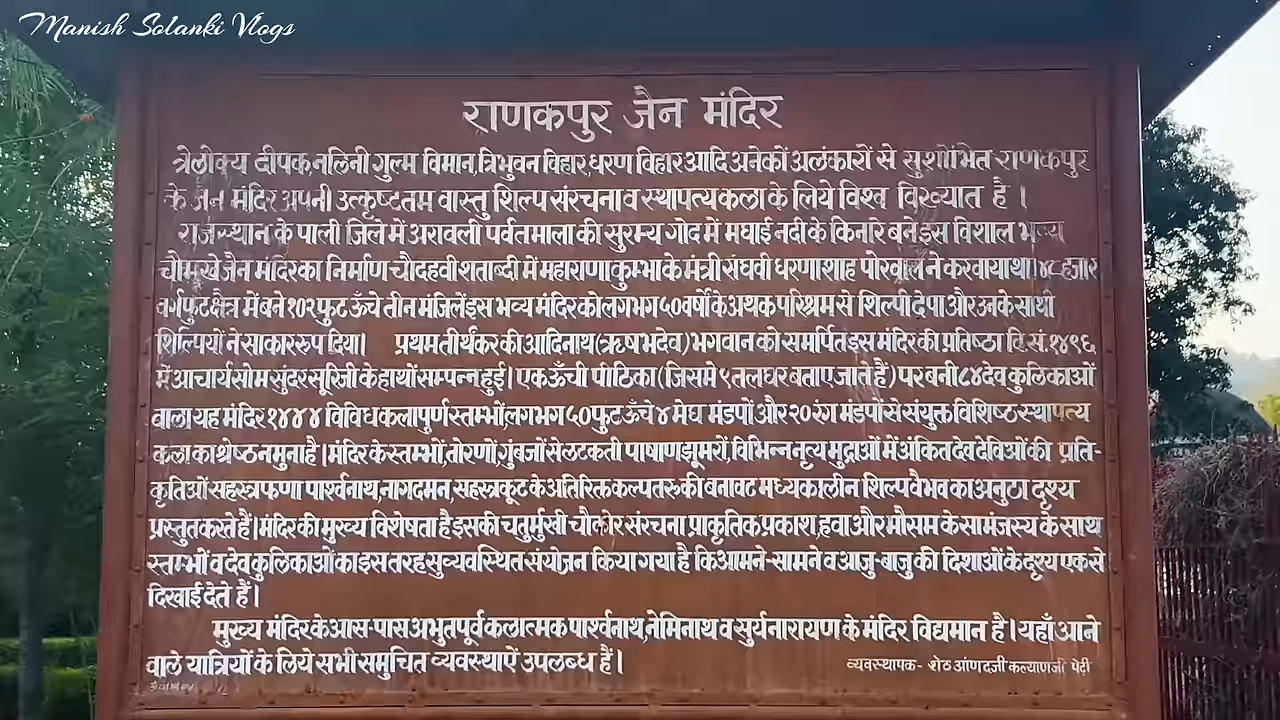 Manish Solanki Vlogs
राणकपुर जैन मंदिर
त्रैलोक्य दीपक,नलिनी गुल्म विमान,त्रिभुवन विहार,धरण विहार आदि अनेकों अलंकारों से सुशोभित राणकपुर
के जैन मंदिर अपनी उत्कृष्टतम वास्तु शिल्प संरचना व स्थापत्य कला के लिये विश्व विख्यात है ।
राजस्थान के पाली जिले में अरावली पर्वतमाला की सुरम्य गोद में मघाई नदी के किनारे बने इस विशाल भव्य
चौमुखे जैन मंदिर का निर्माण चौदहवी शताब्दी में महाराणा कुम्भा के मंत्री संघवी धरणाशाह पोरवाल ने करवाया था। ४८ हजार
वर्गफुट क्षैत्र में बने १०२ फुट ऊँचे तीन मंजिलें इस भव्य मंदिर को लगभग ५० वर्षो के अथक परिश्रम से शिल्पी देपा और उनके साथी
शिल्पियों ने साकार रुप दिया। प्रथम तीर्थंकर की आदिनाथ (ऋषभदेव) भगवान को समर्पित इस मंदिर की प्रतिष्ठा वि.सं.१४९६
में आचार्य सोम सुंदर सूरिजी के हाथों सम्पन्न हुई। एक ऊँची पीठिका (जिसमे ९ तलघर बताए जाते हैं) पर बनी ८४ देव कुलिकाओं
वाला यह मंदिर १४४४ विविध कलापुर्ण स्तम्भों, लगभग ५० फुट ऊँचे ४ मेघ मंडपों और २० रंग मंडपों से संयुक्त विशिष्ठ स्थापत्य
कला का श्रेष्ठ नमुना है। मंदिर के स्तम्भों,तोरणों,गुंबजों से लटकती पाषाण झूमरों,विभिन्न नृत्य मुद्राओं में अंकित देव देविओं की प्रति-
कृतिओं सहस्त्रफणा पार्श्वनाथ,नागदमन,सहस्त्रकूट के अतिरिक्त कल्पतरु की बनावट मध्यकालीन शिल्प वैभव का अनुठा दृश्य
प्रस्तुत करते हैं। मंदिर की मुख्य विशेषता है इसकी चतुर्मुखी चौकोर संरचना प्राकृतिक प्रकाश,हवा और मौसम के सामंजस्य के साथ
स्तम्भों व देव कुलिकाओं का इस तरह सुव्यवस्थित संयोजन किया गया है कि आमने-सामने व आजु-बाजु की दिशाओं के दृश्य एक से
दिखाई देते हैं।
मुख्य मंदिर के आस-पास अभुतपूर्व कलात्मक पार्श्वनाथ,नेमिनाथ व सुर्यनारायण के मंदिर विद्यमान है। यहाँ आने
वाले यात्रियों के लिये सभी समुचित व्यवस्थाऐं उपलब्ध हैं।
व्यवस्थापक- शेठ आंणदजी कल्याणजी पेढी